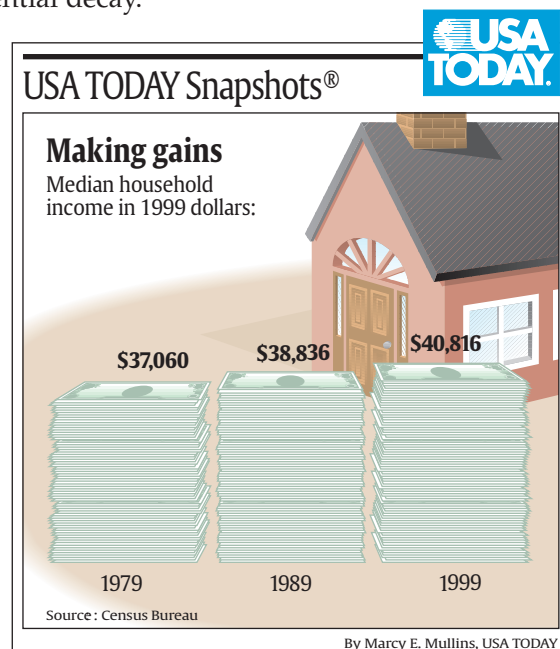 ential decay.
USA
TODAY.
USA TODAY Snapshots®
Making gains
Median household
income in 1999 dollars:
$37,060
$38,836
$40,816
1979
1989
1999
Source: Census Bureau
By Marcy E. Mullins, USA TODAY